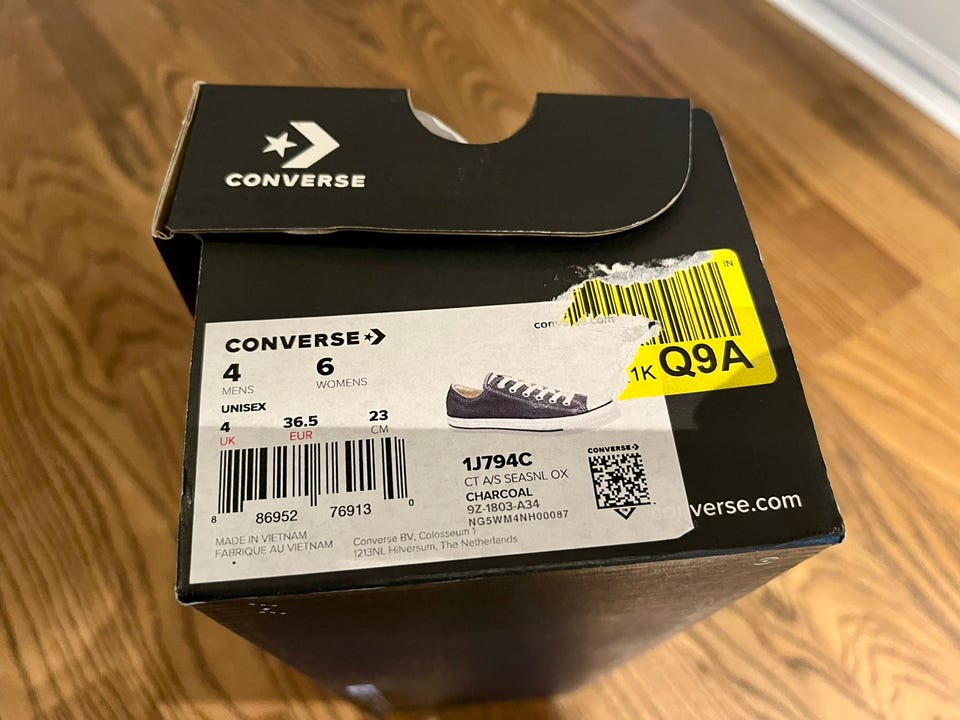 CONVERSE
IN
1K Q9A
CONVERSE
4 6
MENS WOMENS
UNISEX
4 36.5 23
UK EUR CM
8 86952 76913 0
1J794C
CT A/S SEASNL OX
CHARCOAL
9Z-1803-A34
NG5WM4NH00087
CONVERSE
verse.com
MADE IN VIETNAM
FABRIQUE AU VIETNAM
Converse BV, Colosseum 1
1213NL Hilversum, The Netherlands